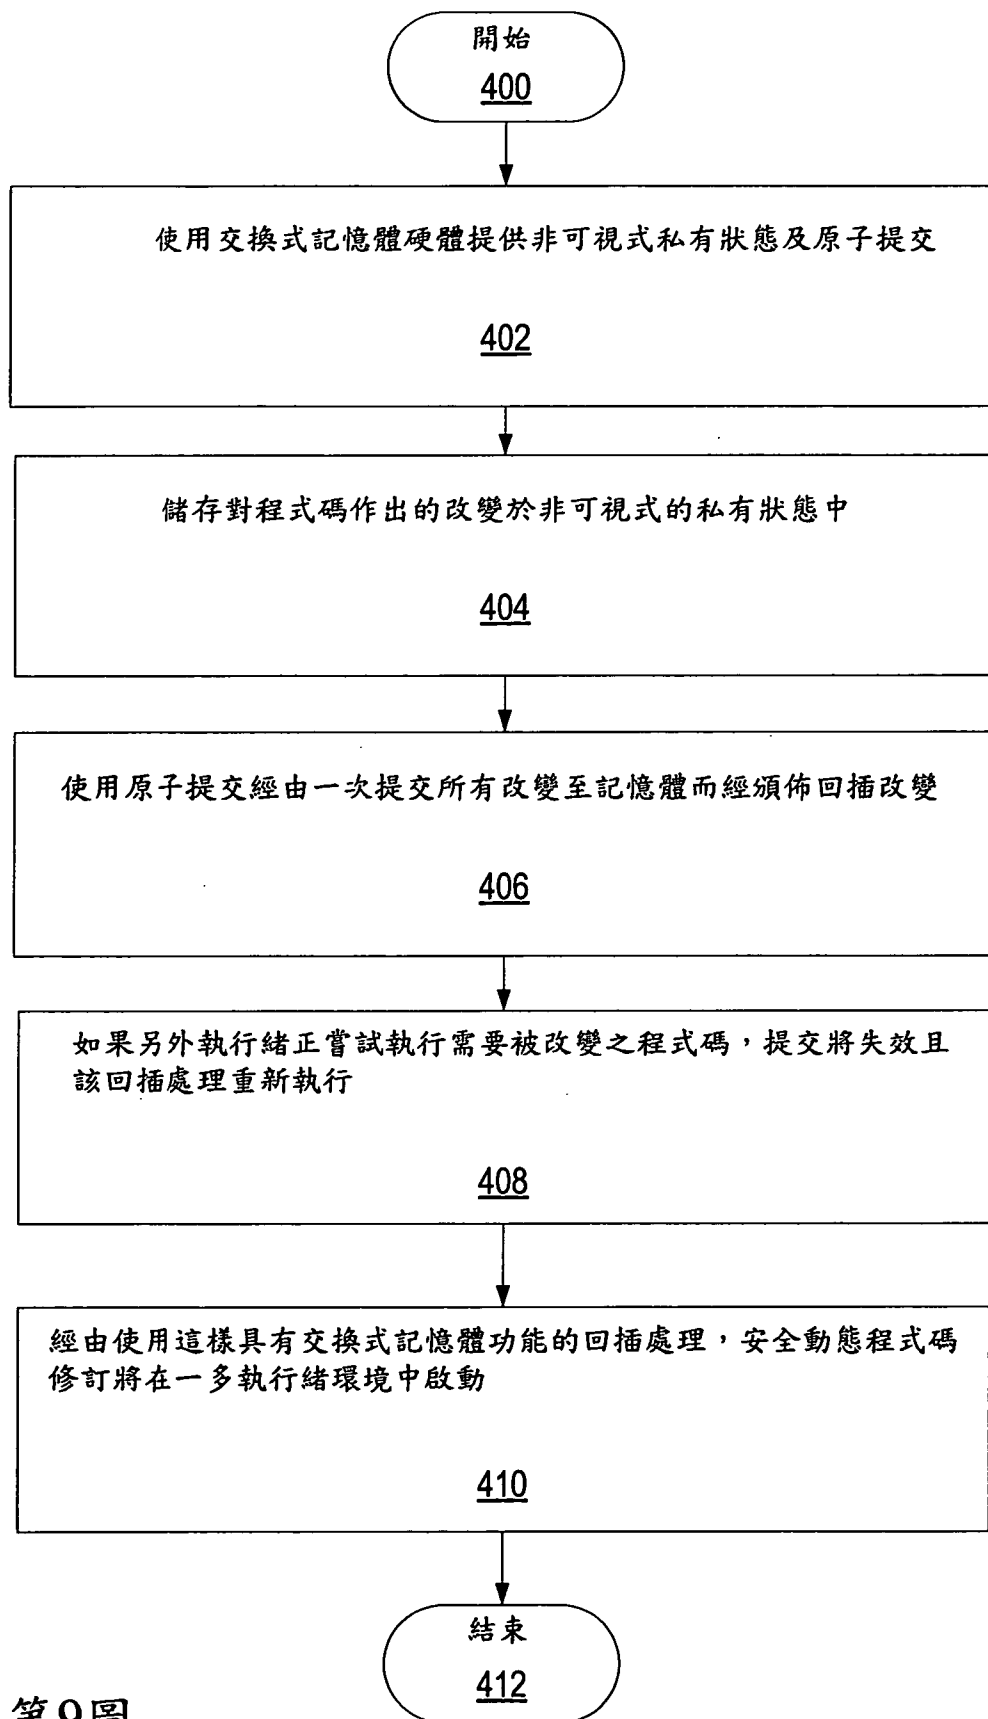 開始
400
使用交換式記憶體硬體提供非可視式私有狀態及原子提交
402
儲存對程式碼作出的改變於非可視式的私有狀態中
404
使用原子提交經由一次提交所有改變至記憶體而經頒佈回插改變
406
如果另外執行緒正嘗試執行需要被改變之程式碼，提交將失效且
該回插處理重新執行
408
經由使用這樣具有交換式記憶體功能的回插處理，安全動態程式碼
修訂將在一多執行緒環境中啟動
410
結束
412
第9圖